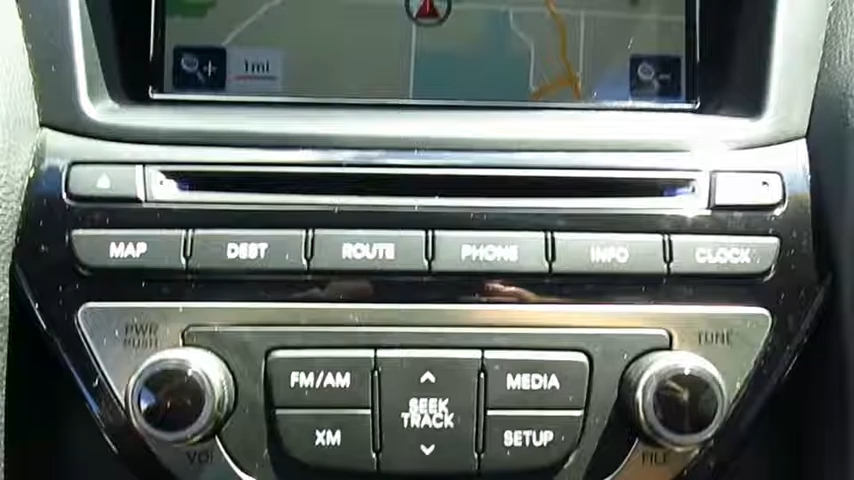 1mi
MAP DEST ROUTE PHONE INFO CLOCK
PWR
PUSH
TUNE
FM/AM
SEEK
TRACK
MEDIA
XM
SETUP
VOL
FILE